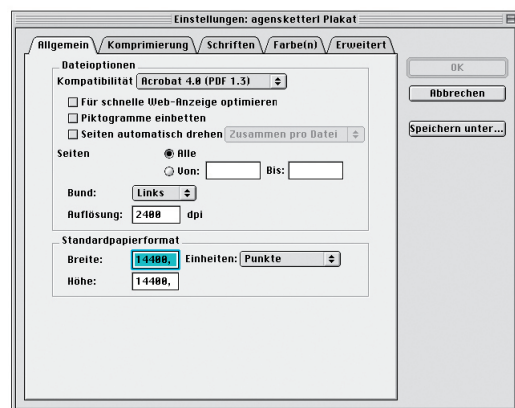 Einstellungen: agensketterl Plakat
Allgemein Komprimierung Schriften Farbe(n) Erweitert
Dateioptionen
Kompatibilität Acrobat 4.0 (PDF 1.3)
Für schnelle Web-Anzeige optimieren
Piktogramme einbetten
Seiten automatisch drehen Zusammen pro Datei
Seiten Alle
Von: Bis:
Bund: Links
Auflösung: 2400 dpi
Standardpapierformat
Breite: 14400, Einheiten: Punkte
Höhe: 14400,
OK
Abbrechen
Speichern unter...